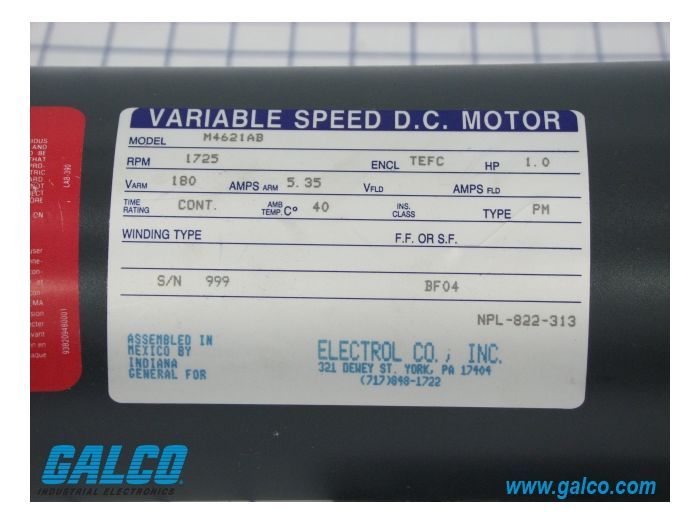 VARIABLE SPEED D.C. MOTOR
MODEL M4621AB
RPM 1725 ENCL TEFC HP 1.0
VARM 180 AMPS ARM 5.35 VFLD AMPS FLD
TIME RATING CONT. AMB TEMP. C° 40 INS. CLASS TYPE PM
WINDING TYPE F.F. OR S.F.
S/N 999 BF04
NPL-822-313
ASSEMBLED IN
MEXICO BY
INDIANA
GENERAL FOR
ELECTROL CO., INC.
321 DEWEY ST. YORK, PA 17404
(717)848-1722
LAB-390
93B209460001
GALCO
INDUSTRIAL ELECTRONICS
www.galco.com